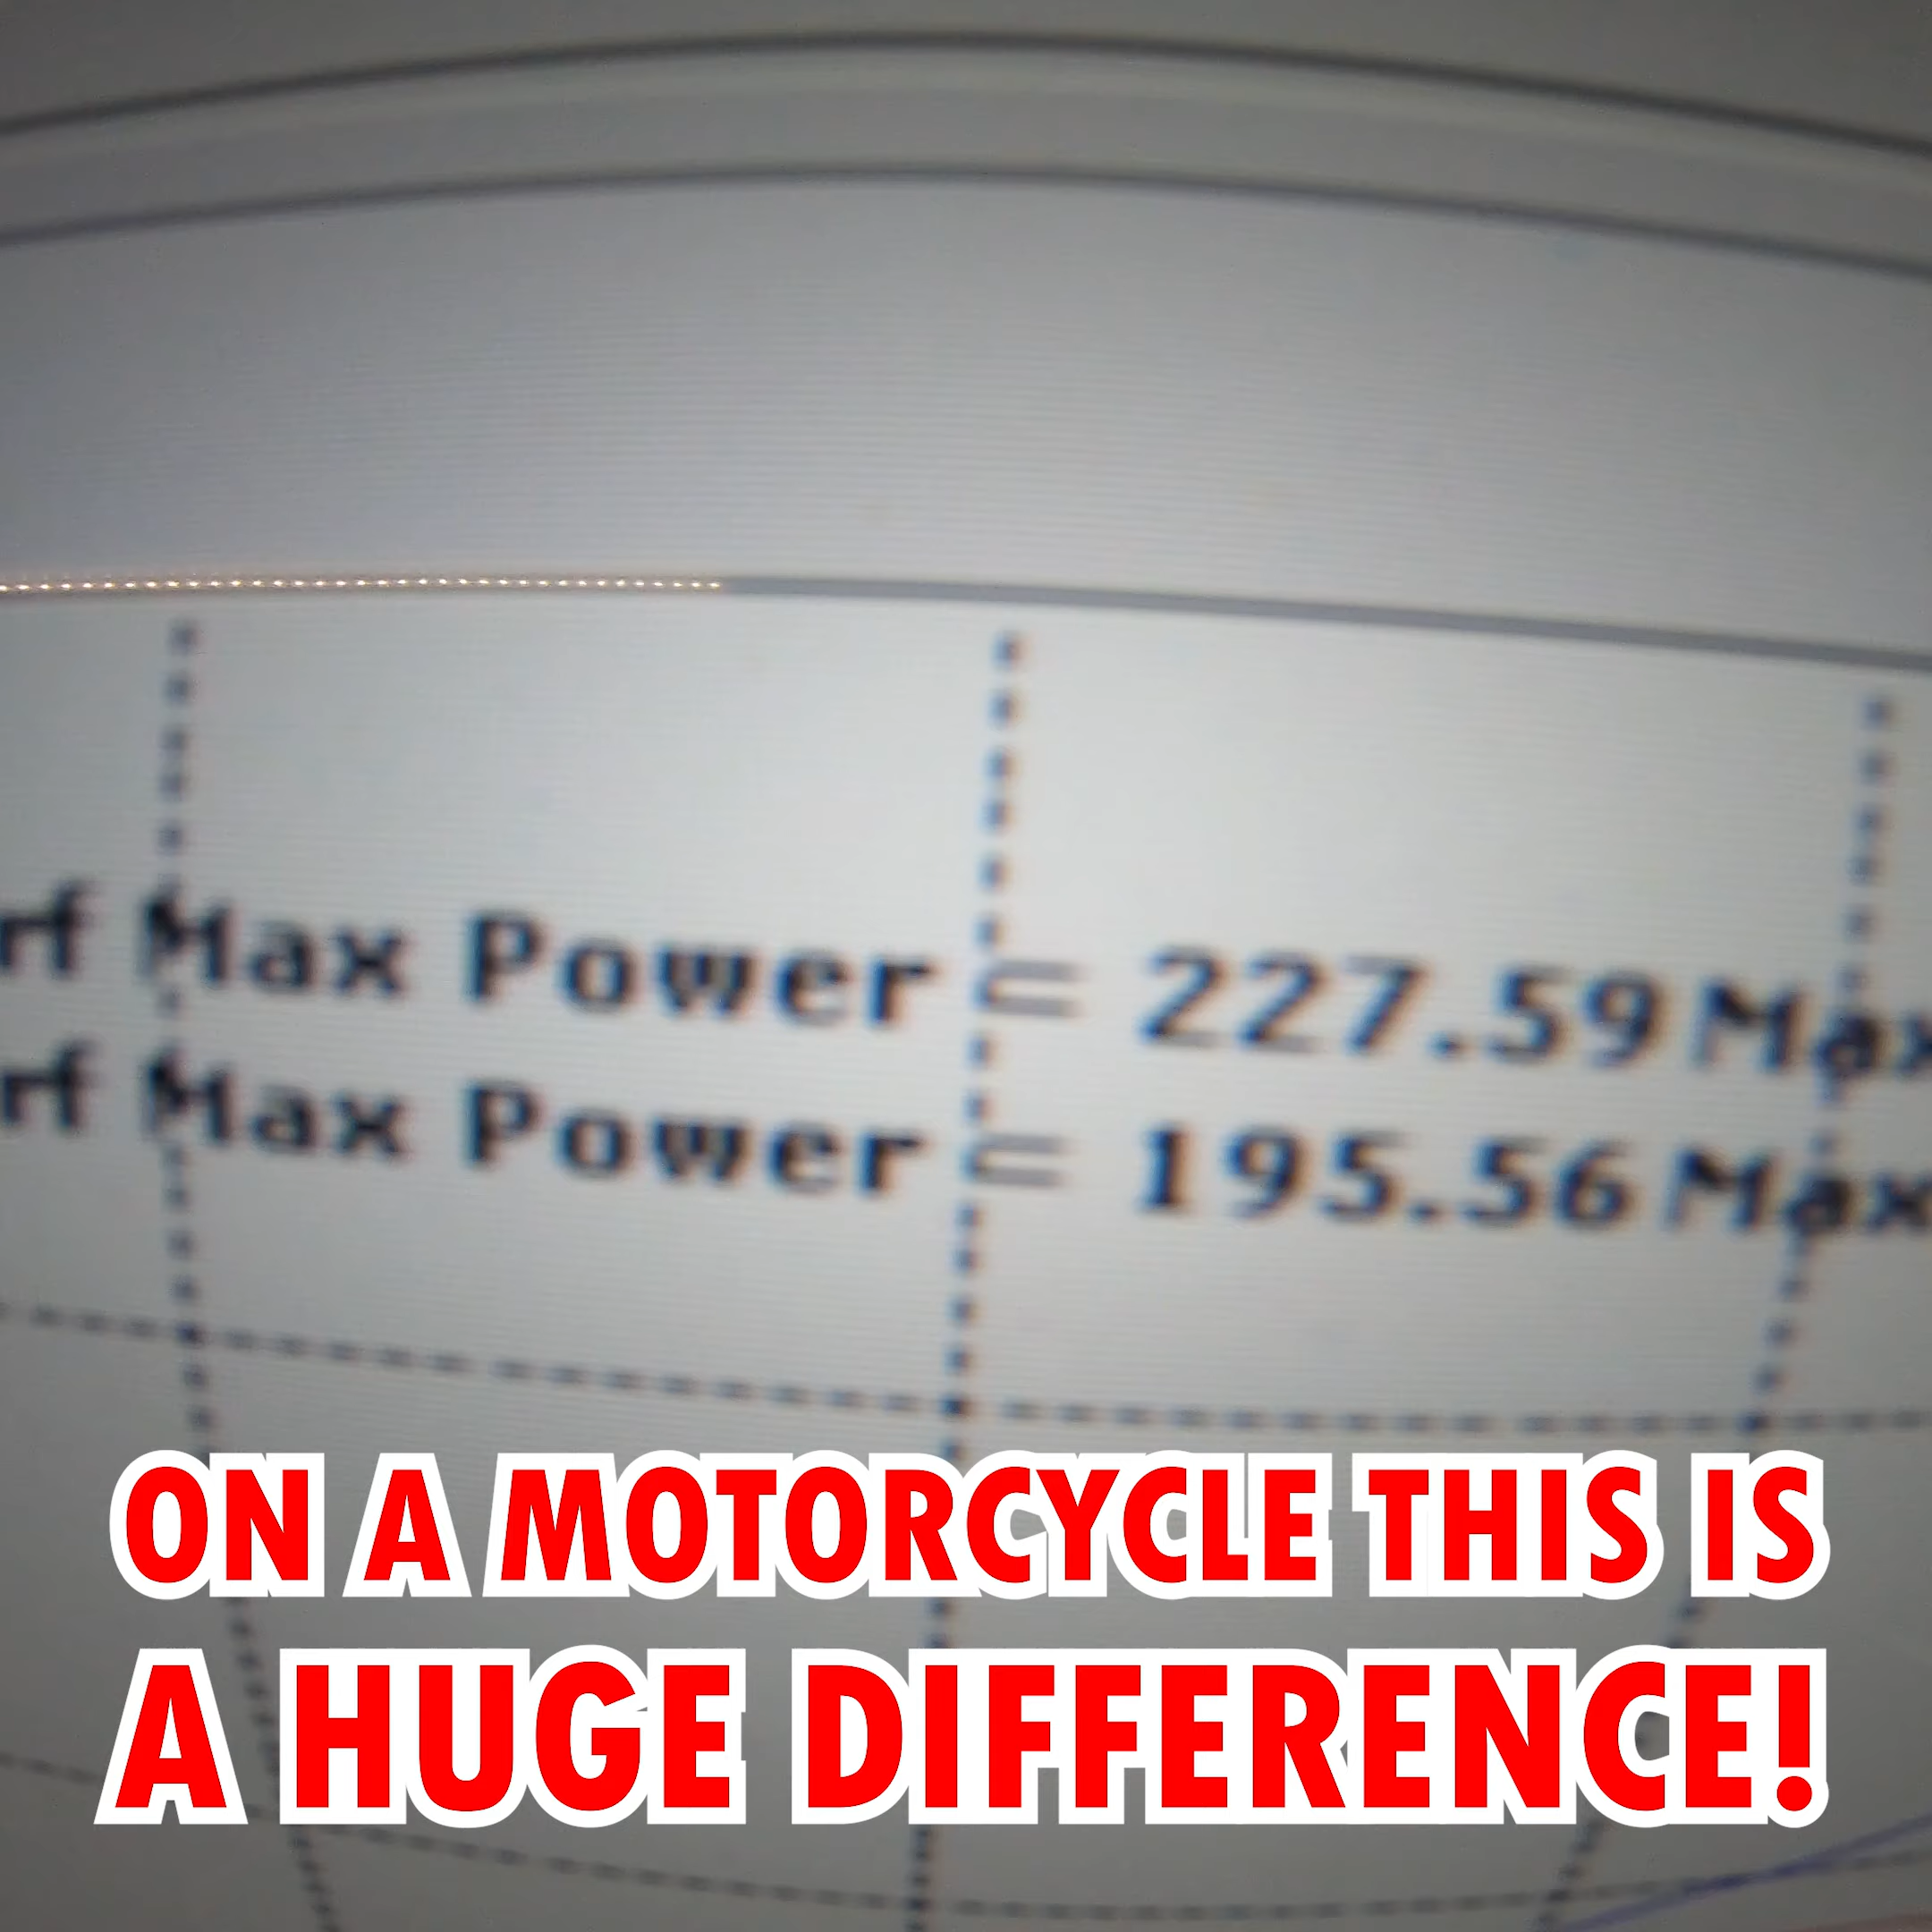 rf Max Power = 227.59 Max
rf Max Power = 195.56 Max
ON A MOTORCYCLE THIS IS
A HUGE DIFFERENCE!